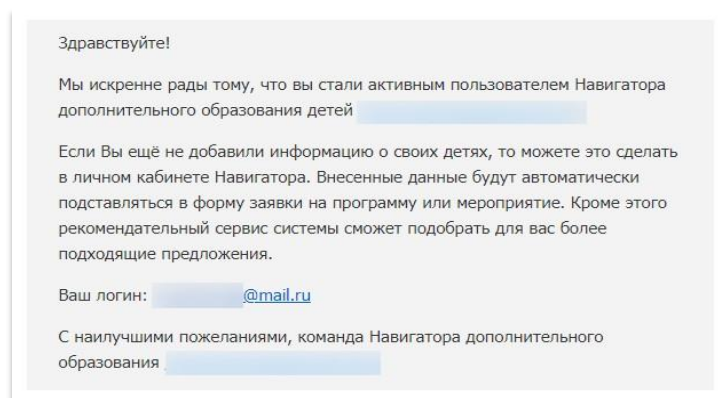 Здравствуйте!
Мы искренне рады тому, что вы стали активным пользователем Навигатора
дополнительного образования детей
Если Вы ещё не добавили информацию о своих детях, то можете это сделать
в личном кабинете Навигатора. Внесенные данные будут автоматически
подставляться в форму заявки на программу или мероприятие. Кроме этого
рекомендательный сервис системы сможет подобрать для вас более
подходящие предложения.
Ваш логин: @mail.ru
С наилучшими пожеланиями, команда Навигатора дополнительного
образования